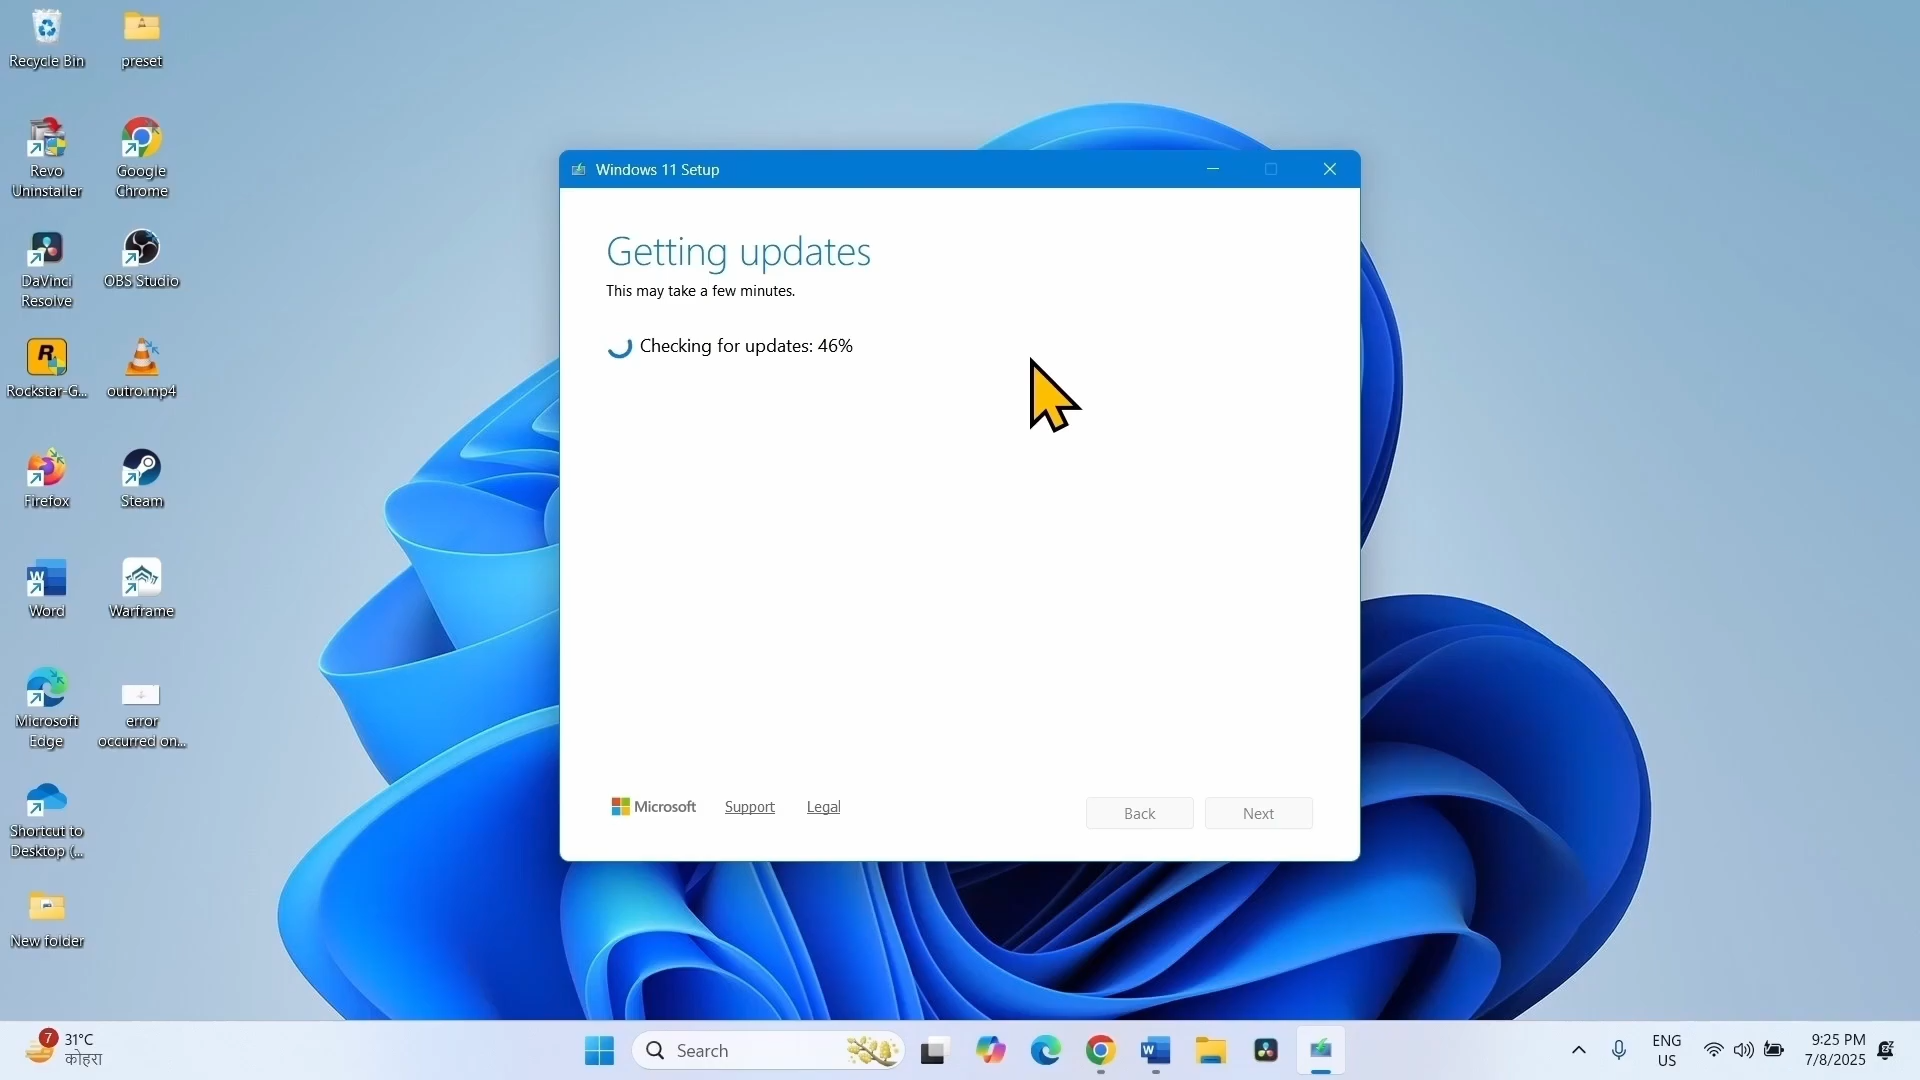 Recycle Bin
preset
Revo
Uninstaller
Google
Chrome
DaVinci
Resolve
OBS Studio
R
Rockstar-G...
outro.mp4
Firefox
Steam
W
Word
Warframe
Microsoft
Edge
error
occurred on...
Shortcut to
Desktop (...
New folder
Windows 11 Setup
Getting updates
This may take a few minutes.
Checking for updates: 46%
Microsoft
Support
Legal
Back
Next
7
31°C
कोहरा
Search
W
ENG
US
9:25 PM
7/8/2025